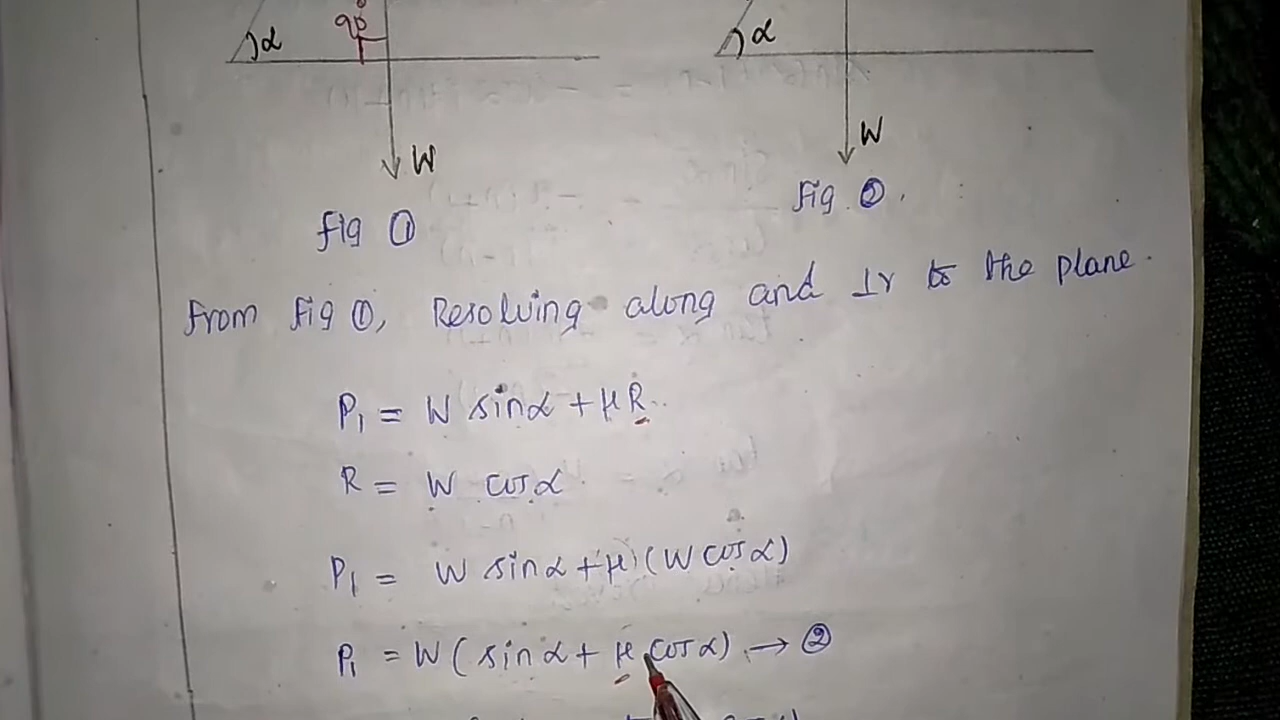 90
α
α
W
W
Fig ①
Fig ②.
From Fig ①, Resolving along and ⊥r to the plane.
P₁ = W sinα + μR.
R = W cosα
P₁ = W sinα + μ (W cosα)
P₁ = W ( sinα + μ cosα) → ②